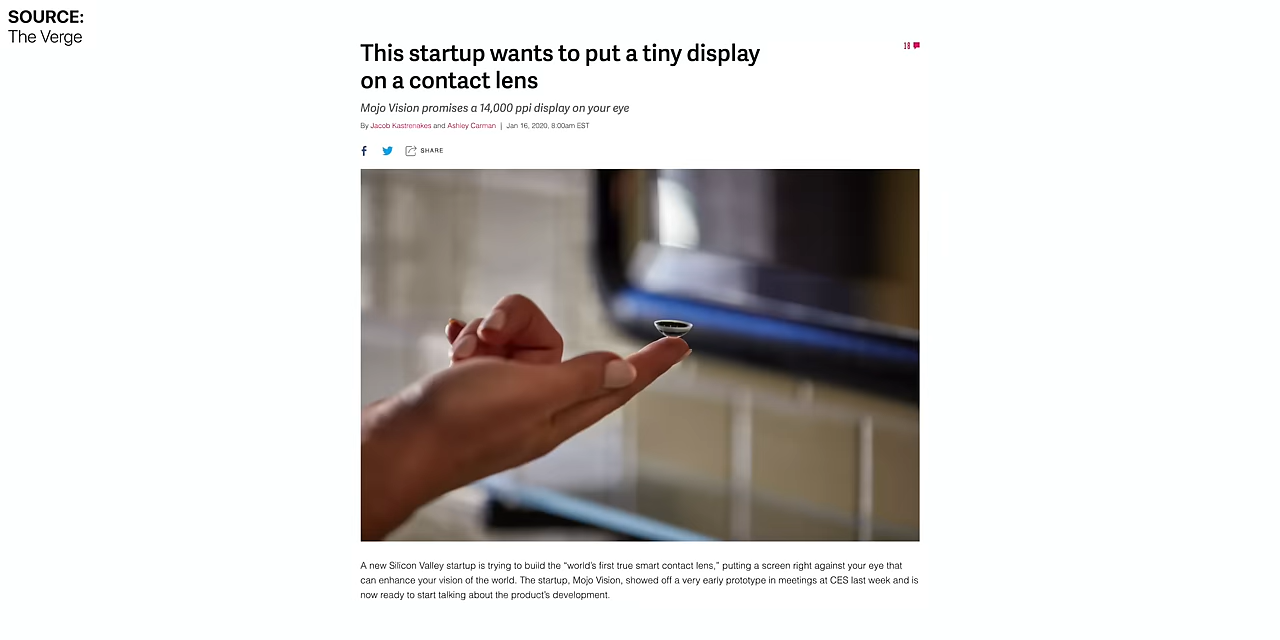 SOURCE:
The Verge
This startup wants to put a tiny display
on a contact lens
18
Mojo Vision promises a 14,000 ppi display on your eye
By Jacob Kastrenakes and Ashley Carman | Jan 16, 2020, 8:00am EST
SHARE
A new Silicon Valley startup is trying to build the “world’s first true smart contact lens,” putting a screen right against your eye that
can enhance your vision of the world. The startup, Mojo Vision, showed off a very early prototype in meetings at CES last week and is
now ready to start talking about the product’s development.